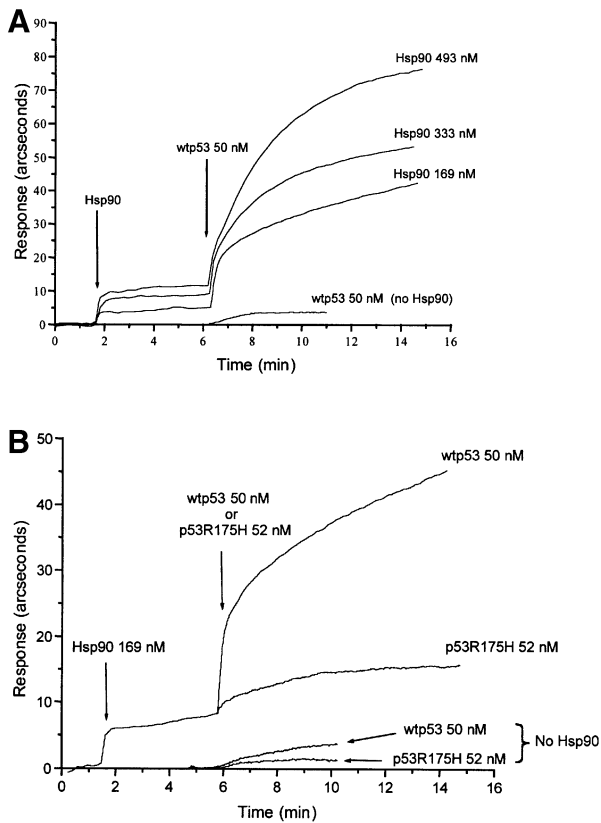 A
Response (arcseconds)
90
80
70
60
50
40
30
20
10
0
Hsp90
wtp53 50 nM
Hsp90 493 nM
Hsp90 333 nM
Hsp90 169 nM
wtp53 50 nM (no Hsp90)
0 2 4 6 8 10 12 14 16
Time (min)
B
Response (arcseconds)
50
40
30
20
10
0
Hsp90 169 nM
wtp53 50 nM
or
p53R175H 52 nM
wtp53 50 nM
p53R175H 52 nM
wtp53 50 nM
p53R175H 52 nM
No Hsp90
0 2 4 6 8 10 12 14 16
Time (min)